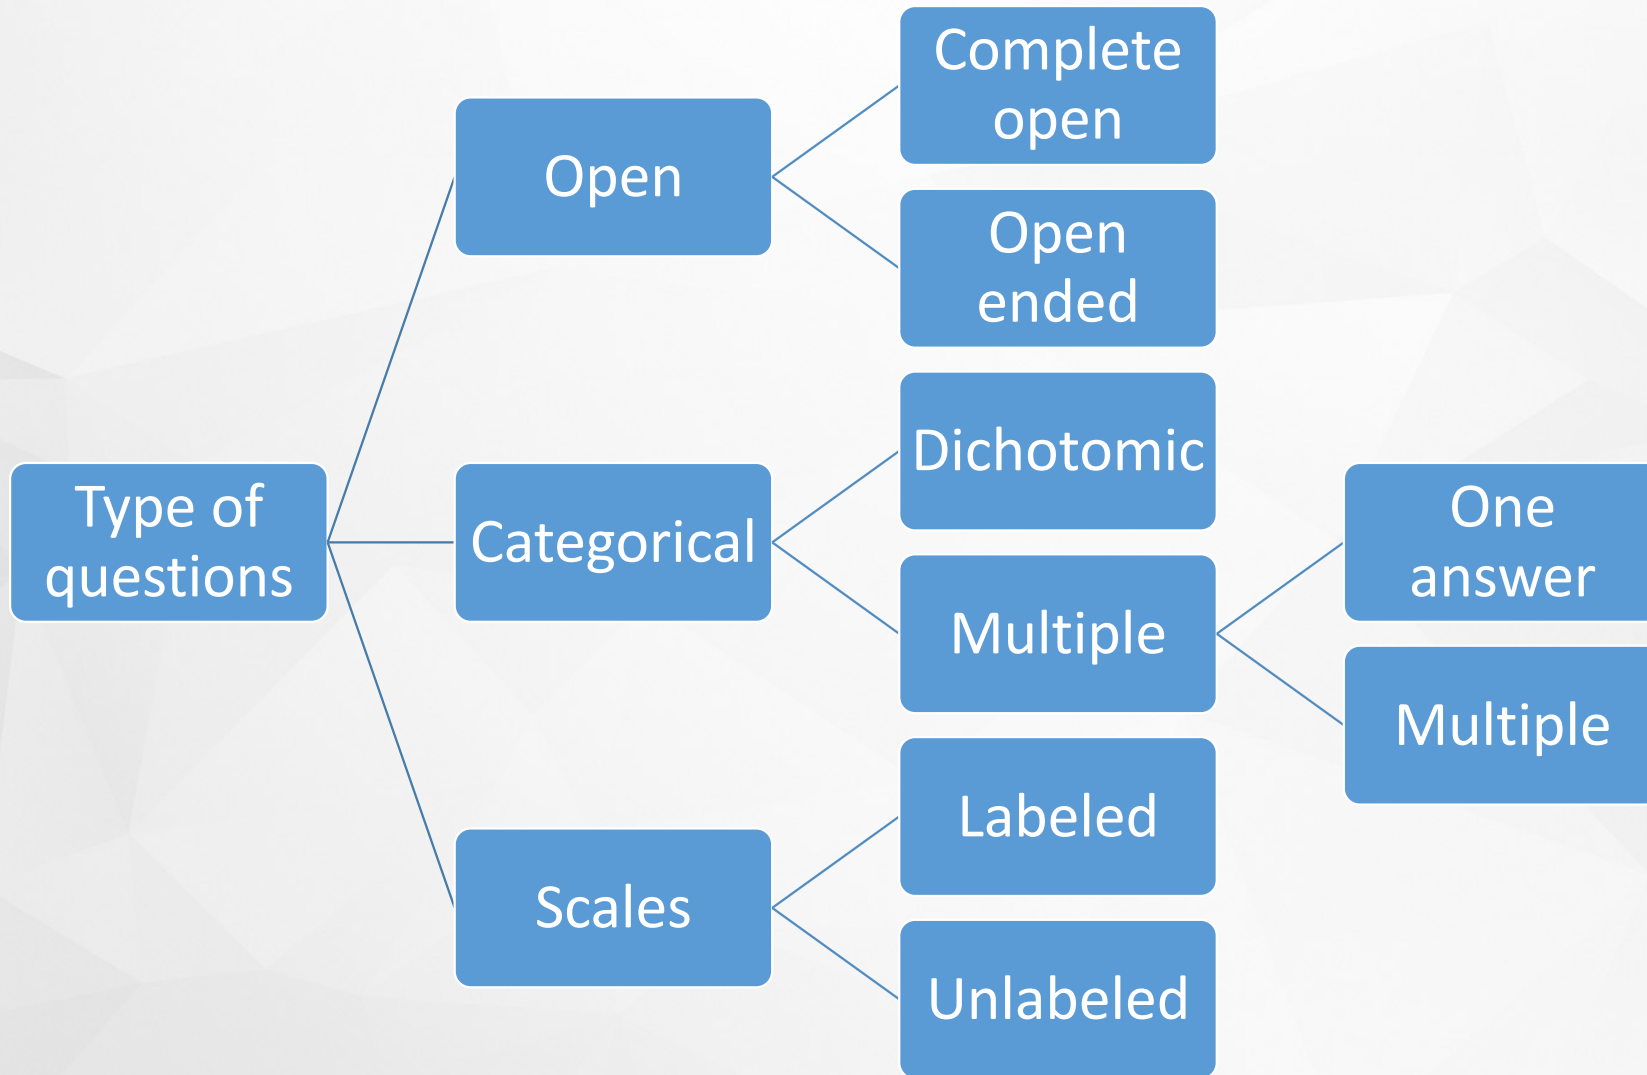 Type of
questions
Open
Complete
open
Open
ended
Categorical
Dichotomic
Multiple
One
answer
Multiple
Scales
Labeled
Unlabeled